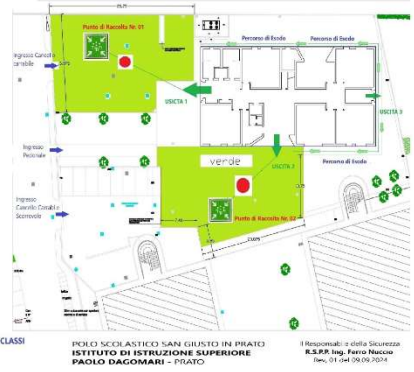 Punto di Raccolta Nr. 01
Percorso di Esodo
Percorso di Esodo
Ingresso Cancello
carrabile
USCITA 1
USCITA 3
Ingresso
Pedonale
verde
USCITA 2
Percorso di Esodo
Ingresso
Cancello Carrabile
Scorrevole
Punto di Raccolta Nr. 02
CLASSI
POLO SCOLASTICO SAN GIUSTO IN PRATO
ISTITUTO DI ISTRUZIONE SUPERIORE
PAOLO DAGOMARI - PRATO
Il Responsabile della Sicurezza
R.S.P.P. Ing. Ferro Nuccio
Rev. 01 del 09.09.2024